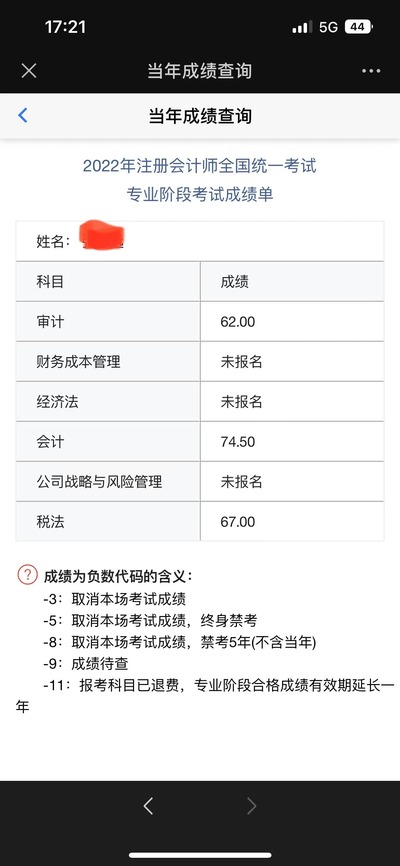 17:21
5G
44
当年成绩查询
当年成绩查询
2022年注册会计师全国统一考试
专业阶段考试成绩单
姓名：
科目 成绩
审计 62.00
财务成本管理 未报名
经济法 未报名
会计 74.50
公司战略与风险管理 未报名
税法 67.00
? 成绩为负数代码的含义：
-3：取消本场考试成绩
-5：取消本场考试成绩，终身禁考
-8：取消本场考试成绩，禁考5年(不含当年)
-9：成绩待查
-11：报考科目已退费，专业阶段合格成绩有效期延长一
年